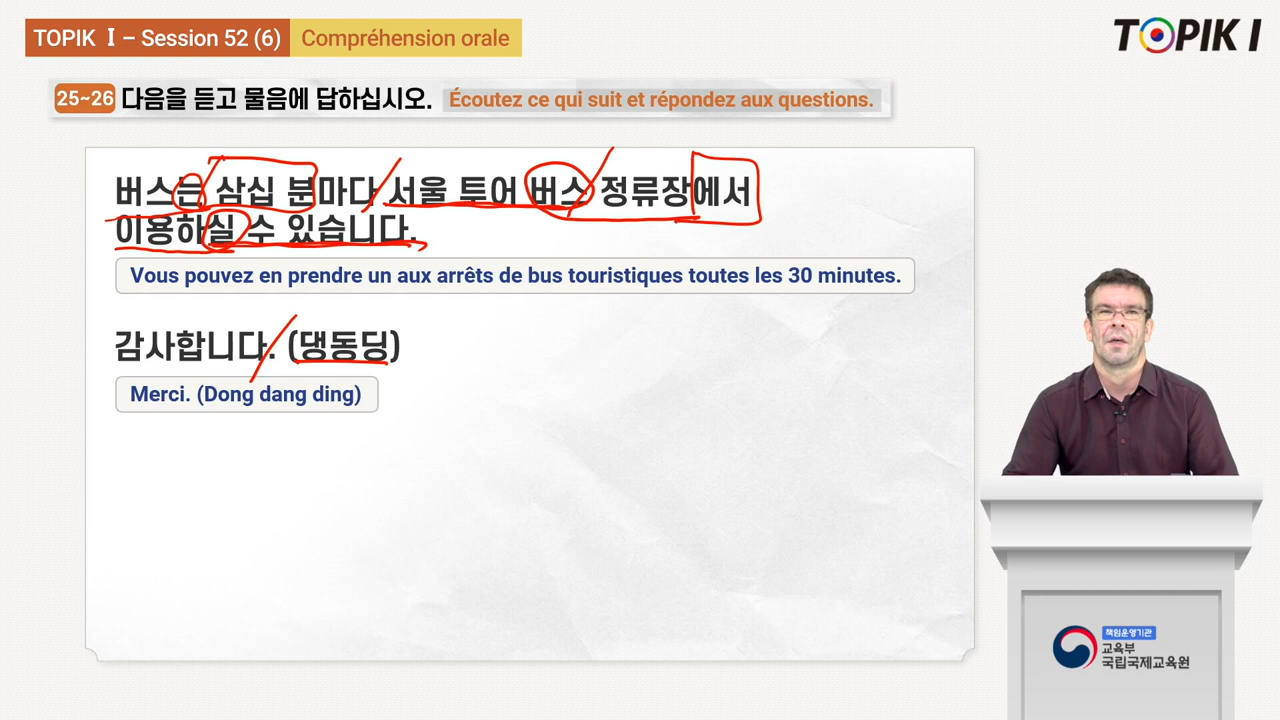 TOPIK I – Session 52 (6) Compréhension orale
TOPIK I
25~26 다음을 듣고 물음에 답하십시오. Écoutez ce qui suit et répondez aux questions.
버스는 삼십 분마다 서울 투어 버스 정류장에서
이용하실 수 있습니다.
Vous pouvez en prendre un aux arrêts de bus touristiques toutes les 30 minutes.
감사합니다. (댕동딩)
Merci. (Dong dang ding)
책임운영기관
교육부
국립국제교육원